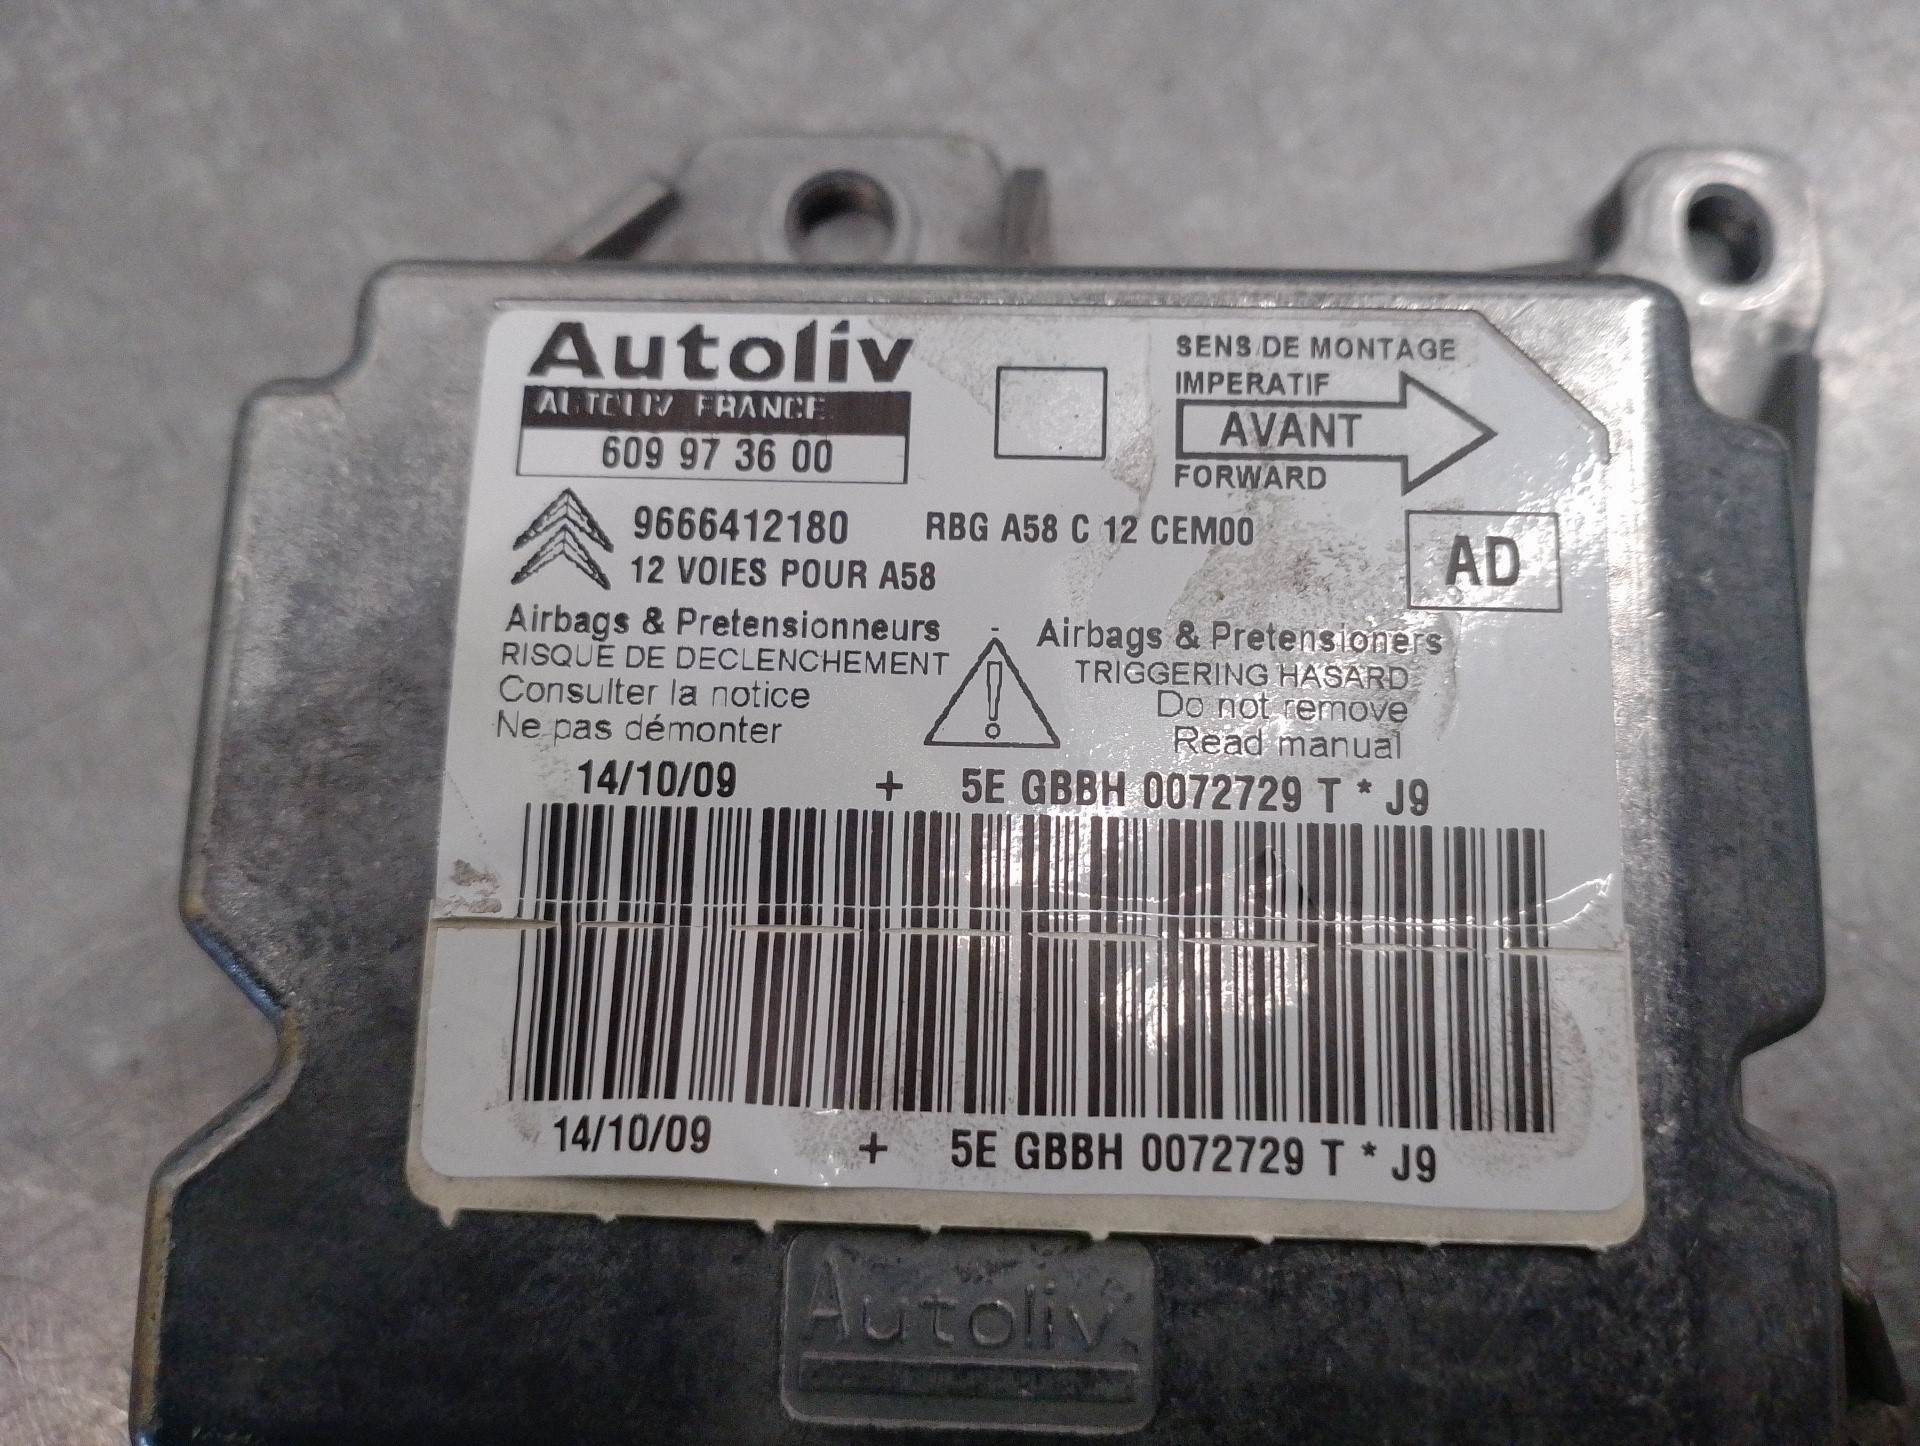 Autoliv
AUTOLIV FRANCE
609 97 36 00
SENS DE MONTAGE
IMPERATIF
AVANT
FORWARD
9666412180 RBG A58 C 12 CEM00
12 VOIES POUR A58
AD
Airbags & Pretensionneurs
RISQUE DE DECLENCHEMENT
Consulter la notice
Ne pas démonter
Airbags & Pretensioners
TRIGGERING HASARD
Do not remove
Read manual
14/10/09 + 5E GBBH 0072729 T * J9
14/10/09 + 5E GBBH 0072729 T * J9
Autoliv